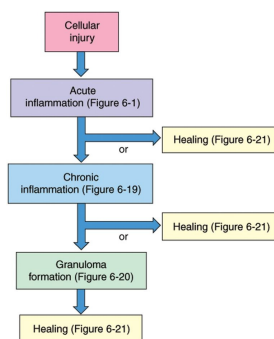 Cellular
injury
Acute
inflammation (Figure 6-1)
Healing (Figure 6-21)
or
Chronic
inflammation (Figure 6-19)
Healing (Figure 6-21)
or
Granuloma
formation (Figure 6-20)
Healing (Figure 6-21)